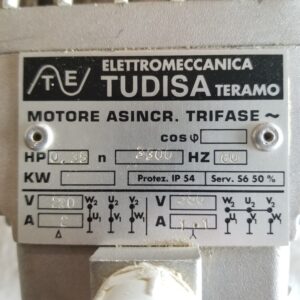 T.E
ELETTROMECCANICA
TUDISA TERAMO
MOTORE ASINCR. TRIFASE ~
cos φ
HP n HZ 60
KW Protez. IP 54 Serv. S6 50 %
V W₂ U₂ V₂ V W₂ U₂ V₂
A U₁ V₁ W₁ A U₁ V₁ W₁
Δ Y